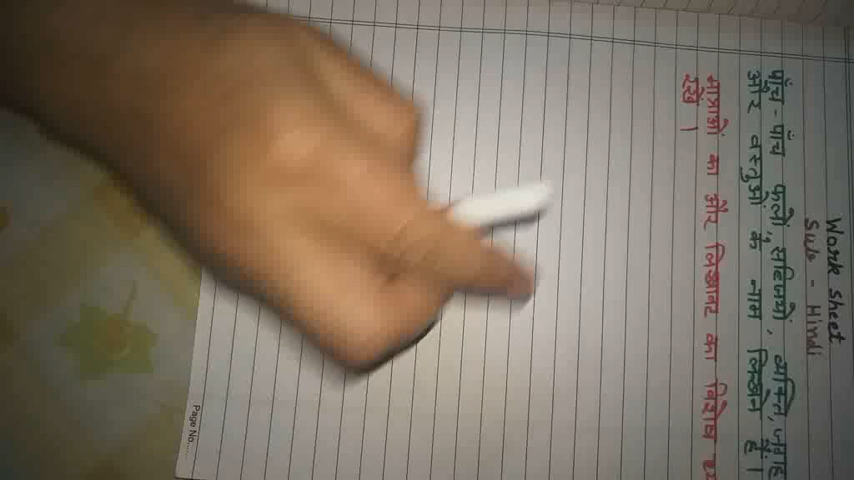 Work Sheet
Sub - Hindi
पाँच - पाँच फलों, सब्जियों, व्यक्ति, जगह
और वस्तुओं के नाम लिखने हैं।
मात्राओं का और लिखावट का विशेष
रखें।
Page No.......